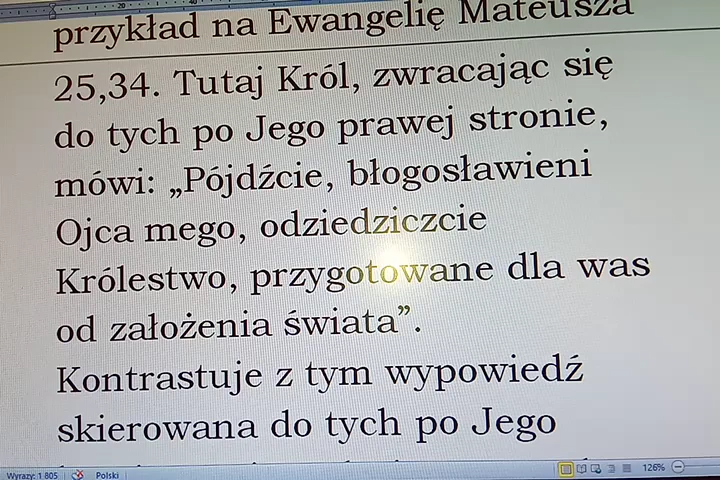 przykład na Ewangelię Mateusza
25,34. Tutaj Król, zwracając się
do tych po Jego prawej stronie,
mówi: „Pójdźcie, błogosławieni
Ojca mego, odziedziczcie
Królestwo, przygotowane dla was
od założenia świata”.
Kontrastuje z tym wypowiedź
skierowana do tych po Jego
Wyrazy: 1 805 Polski 126%